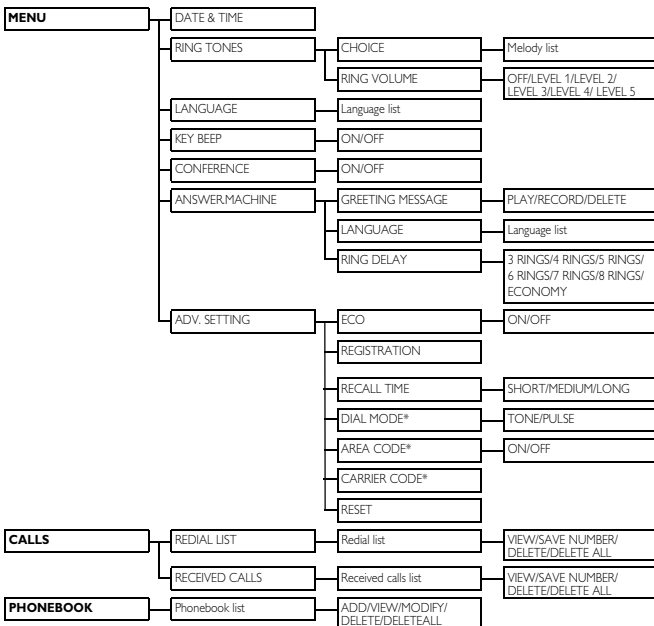 MENU
DATE & TIME
RING TONES
CHOICE
Melody list
RING VOLUME
OFF/LEVEL 1/LEVEL 2/
LEVEL 3/LEVEL 4/ LEVEL 5
LANGUAGE
Language list
KEY BEEP
ON/OFF
CONFERENCE
ON/OFF
ANSWER.MACHINE
GREETING MESSAGE
PLAY/RECORD/DELETE
LANGUAGE
Language list
RING DELAY
3 RINGS/4 RINGS/5 RINGS/
6 RINGS/7 RINGS/8 RINGS/
ECONOMY
ADV. SETTING
ECO
ON/OFF
REGISTRATION
RECALL TIME
SHORT/MEDIUM/LONG
DIAL MODE*
TONE/PULSE
AREA CODE*
ON/OFF
CARRIER CODE*
RESET
CALLS
REDIAL LIST
Redial list
VIEW/SAVE NUMBER/
DELETE/DELETE ALL
RECEIVED CALLS
Received calls list
VIEW/SAVE NUMBER/
DELETE/DELETE ALL
PHONEBOOK
Phonebook list
ADD/VIEW/MODIFY/
DELETE/DELETEALL